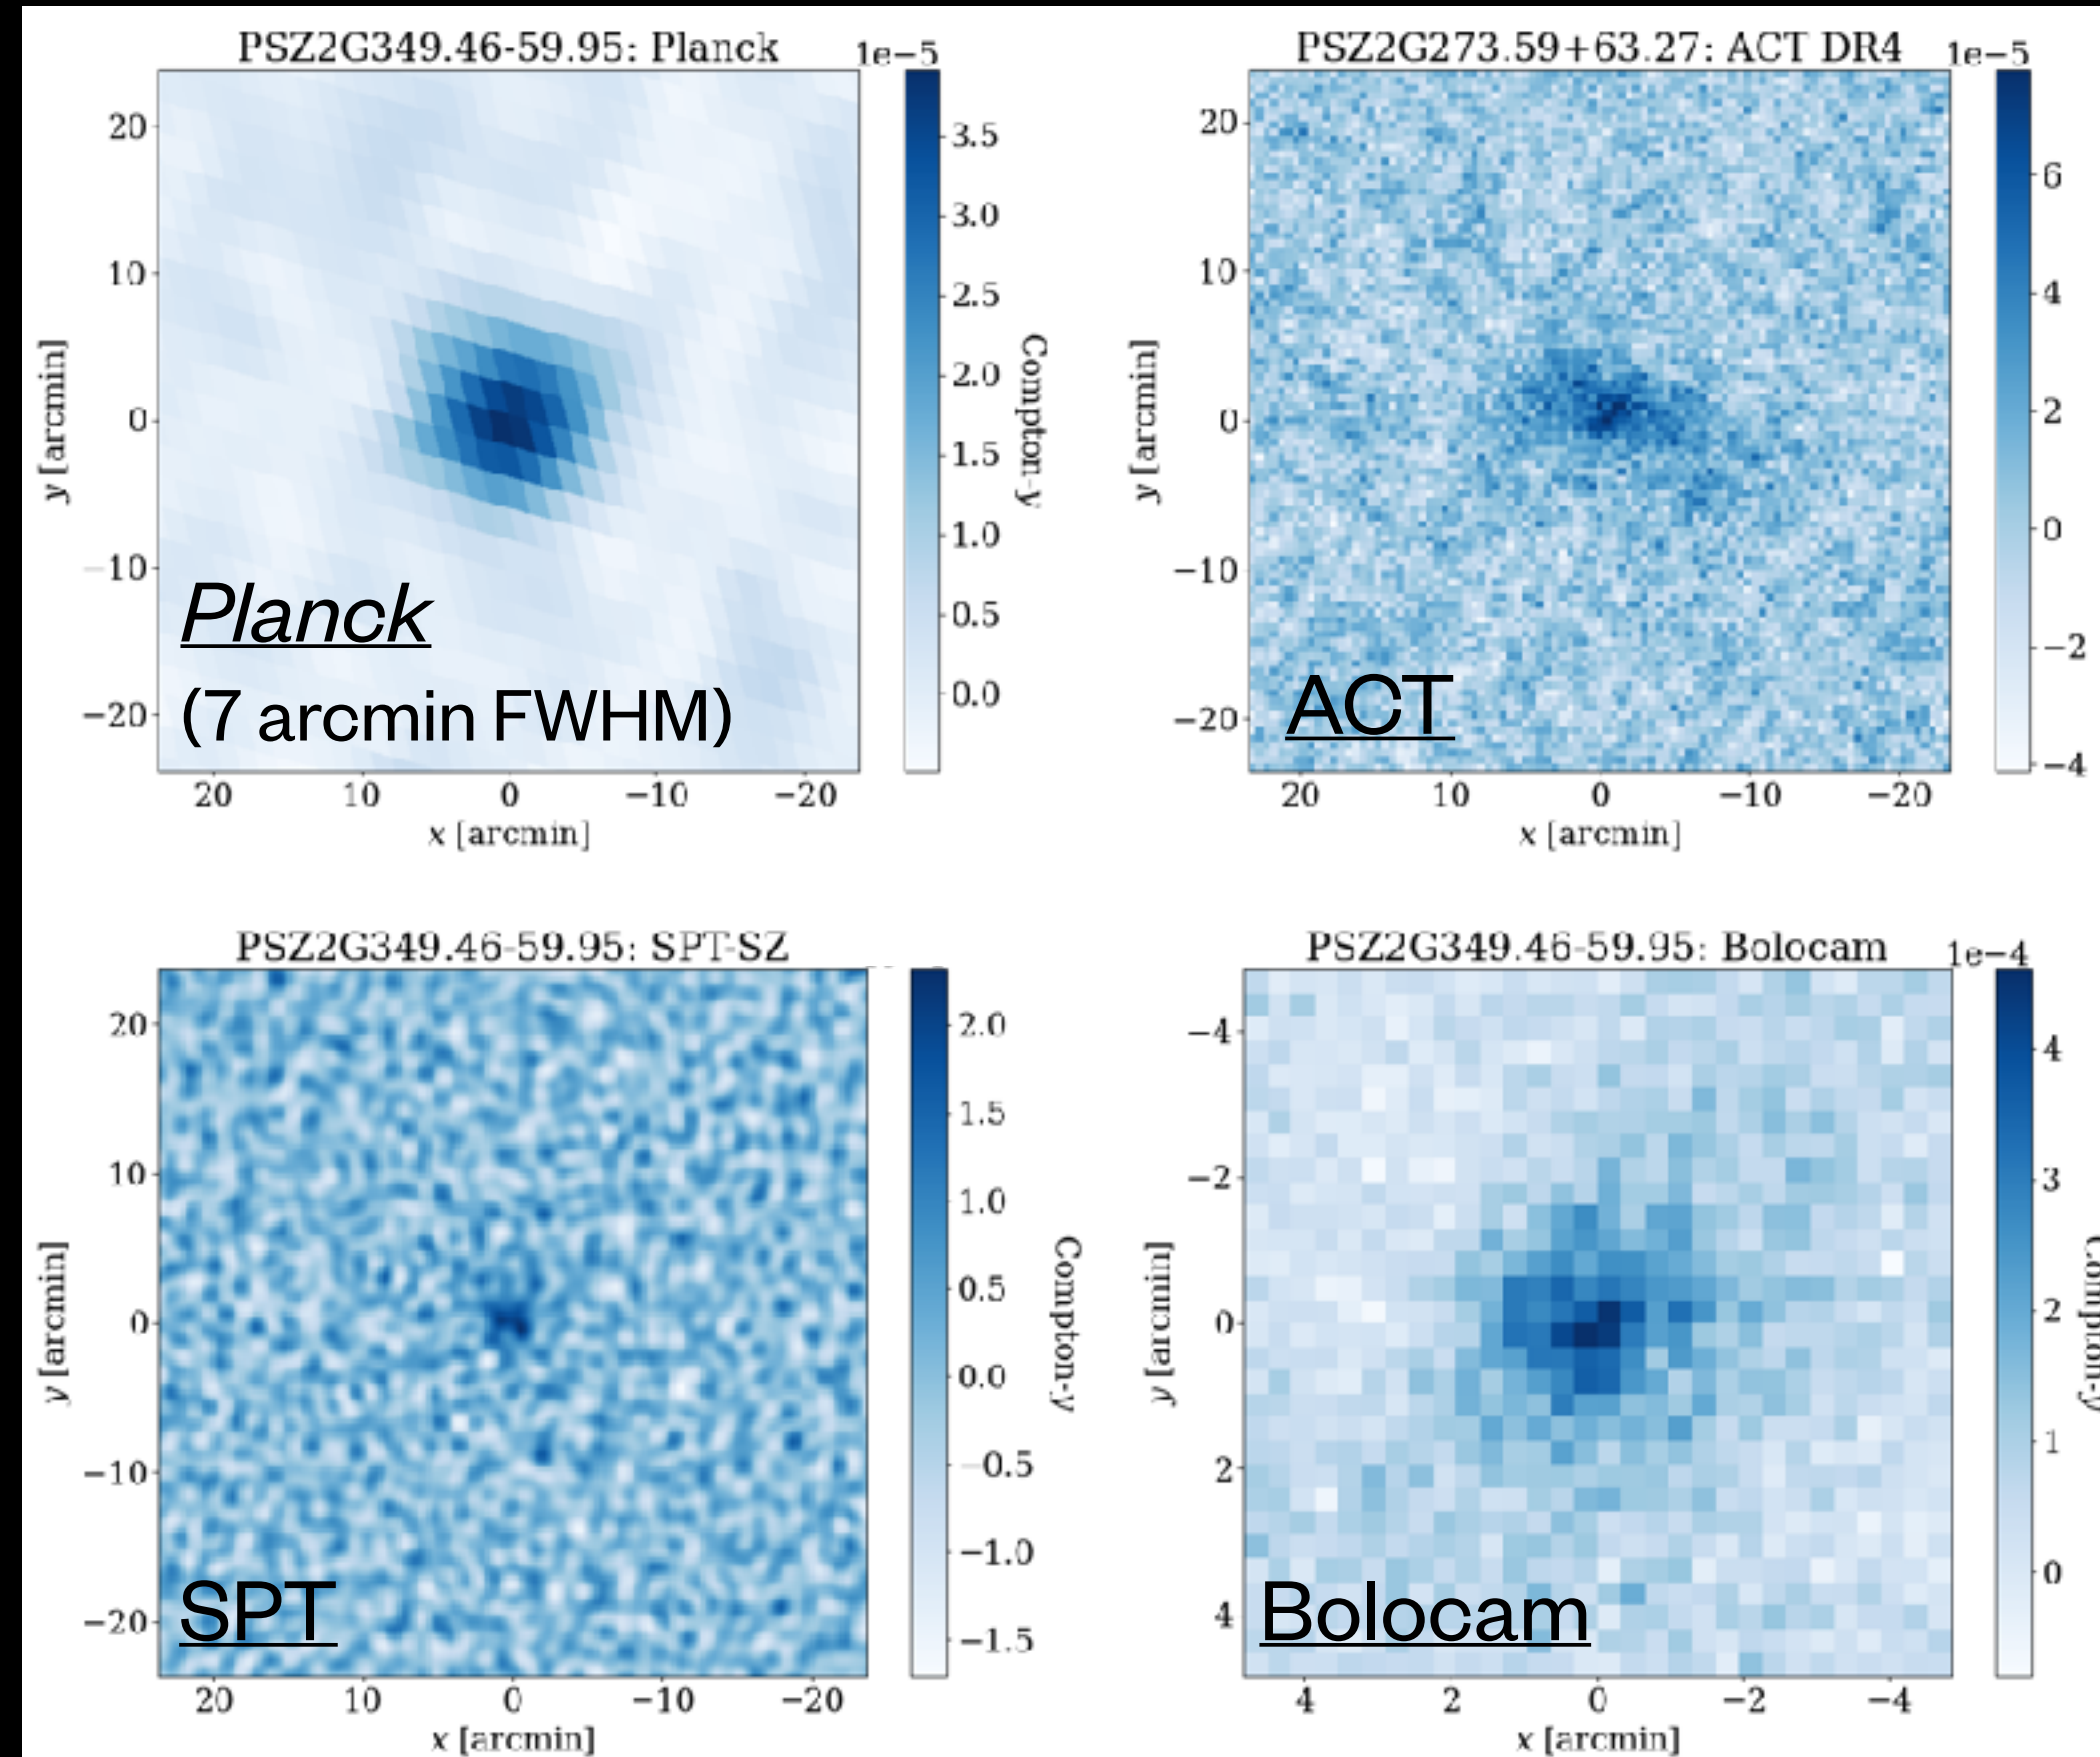 PSZ2G349.46-59.95: Planck
1e−5
20
10
0
−10
−20
y [arcmin]
20 10 0 −10 −20
x [arcmin]
3.5
3.0
2.5
2.0
1.5
1.0
0.5
0.0
Compton-y
Planck
(7 arcmin FWHM)
PSZ2G273.59+63.27: ACT DR4
1e−5
20
10
0
−10
−20
y [arcmin]
20 10 0 −10 −20
x [arcmin]
6
4
2
0
−2
−4
ACT
PSZ2G349.46-59.95: SPT-SZ
20
10
0
−10
−20
y [arcmin]
20 10 0 −10 −20
x [arcmin]
2.0
1.5
1.0
0.5
0.0
−0.5
−1.0
−1.5
Compton-y
SPT
PSZ2G349.46-59.95: Bolocam
1e−4
−4
−2
0
2
4
y [arcmin]
4 2 0 −2 −4
x [arcmin]
4
3
2
1
0
Compton-y
Bolocam